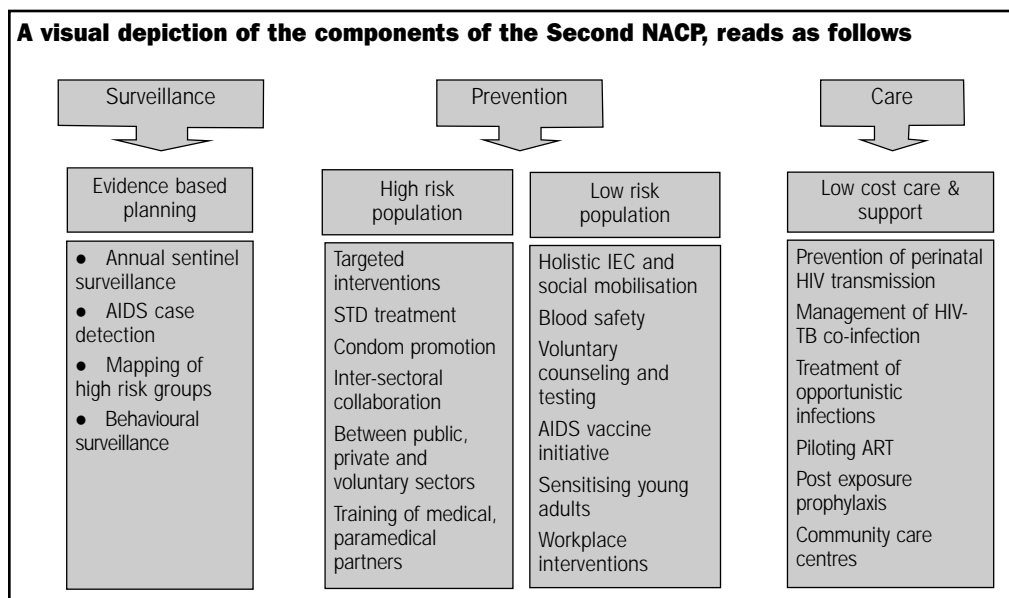 A visual depiction of the components of the Second NACP, reads as follows
Surveillance
Evidence based
planning
● Annual sentinel
surveillance
● AIDS case
detection
● Mapping of
high risk groups
● Behavioural
surveillance
Prevention
High risk
population
Targeted
interventions
STD treatment
Condom promotion
Inter-sectoral
collaboration
Between public,
private and
voluntary sectors
Training of medical,
paramedical
partners
Low risk
population
Holistic IEC and
social mobilisation
Blood safety
Voluntary
counseling and
testing
AIDS vaccine
initiative
Sensitising young
adults
Workplace
interventions
Care
Low cost care &
support
Prevention of perinatal
HIV transmission
Management of HIV-
TB co-infection
Treatment of
opportunistic
infections
Piloting ART
Post exposure
prophylaxis
Community care
centres